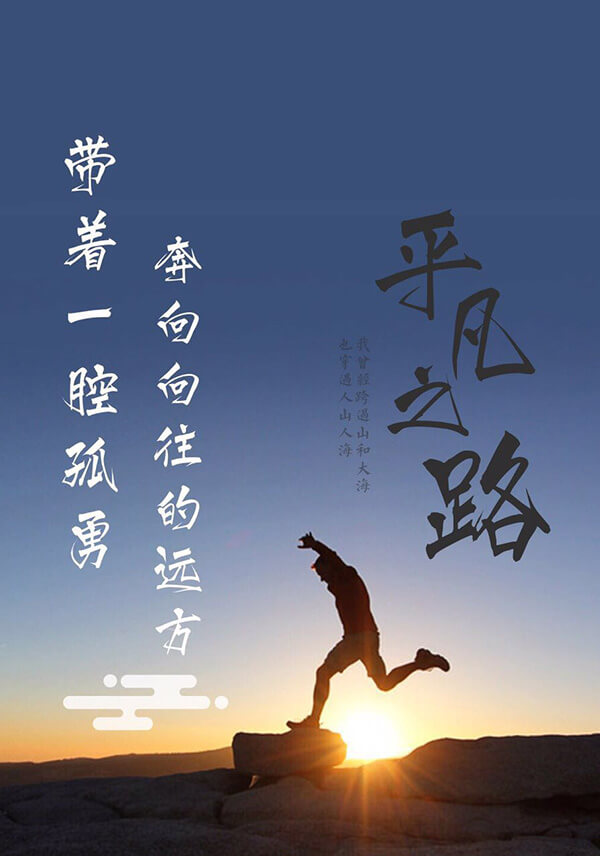 平凡之路
我曾經跨過山和大海
也穿過人山人海
带着一腔孤勇
奔向向往的远方